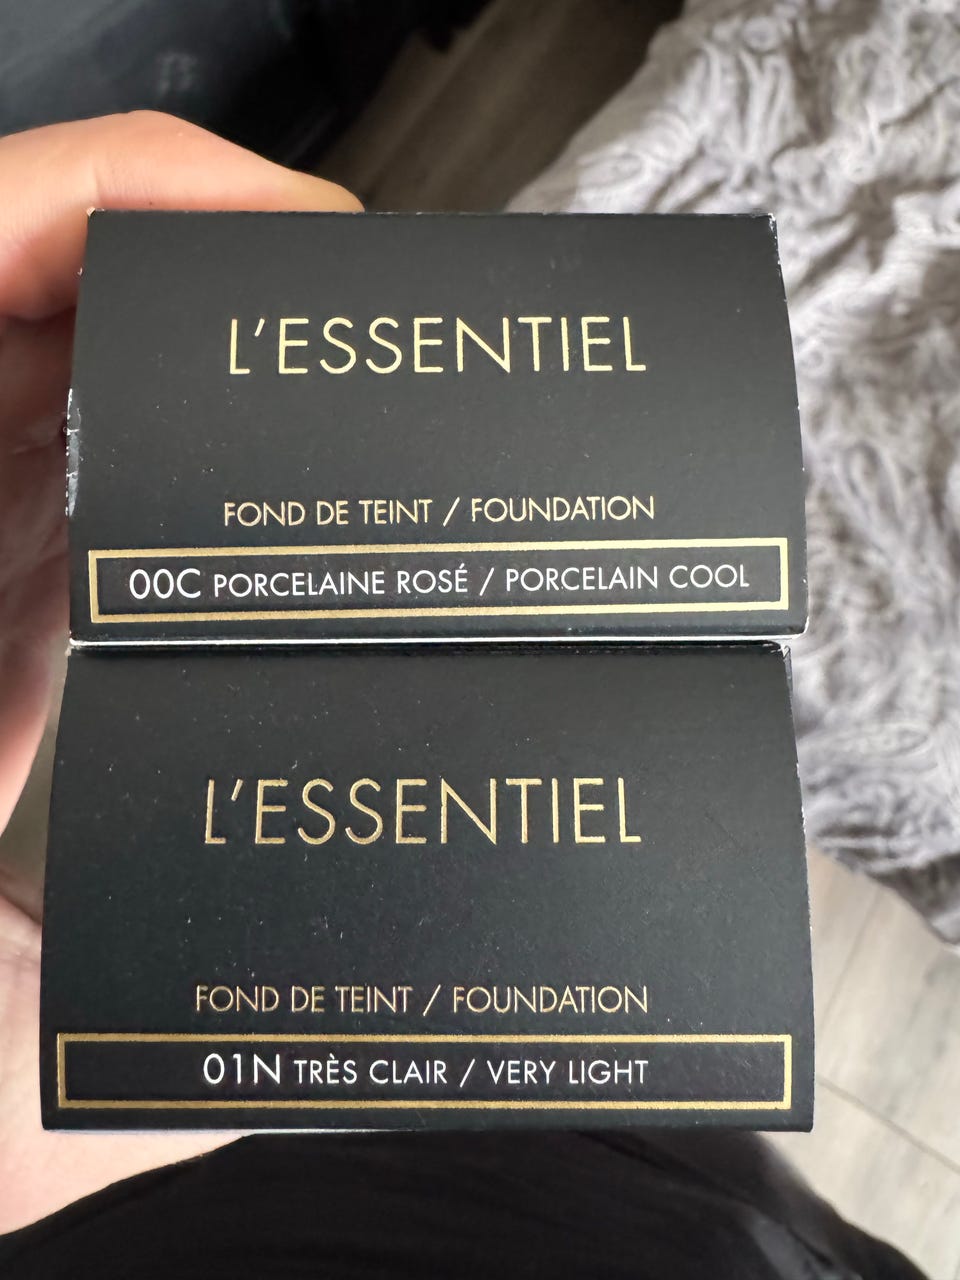 L'ESSENTIEL
FOND DE TEINT / FOUNDATION
00C PORCELAINE ROSÉ / PORCELAIN COOL
L'ESSENTIEL
FOND DE TEINT / FOUNDATION
01N TRÈS CLAIR / VERY LIGHT